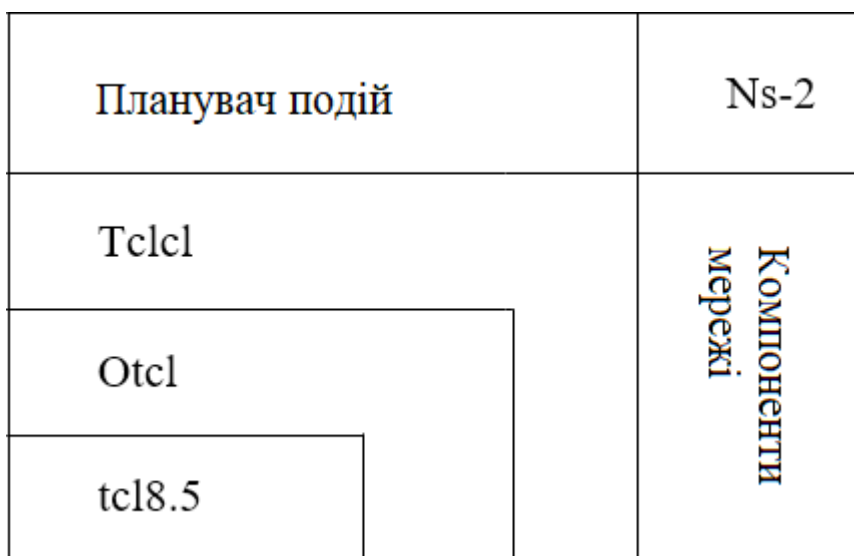 Планувач подій
Ns-2
Tclcl
Компоненти
мережі
Otcl
tcl8.5